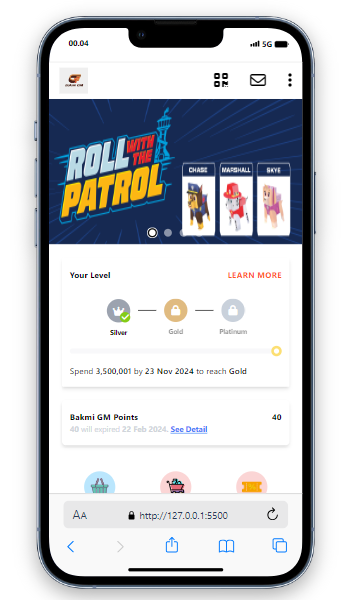 00.04
5G
BAKMI GM
ROLL WITH
THE
PATROL
CHASE
MARSHALL
SKYE
Your Level
LEARN MORE
Silver
Gold
Platinum
Spend 3,500,001 by 23 Nov 2024 to reach Gold
Bakmi GM Points
40
40 will expired 22 Feb 2024. See Detail
AA
http://127.0.0.1:5500